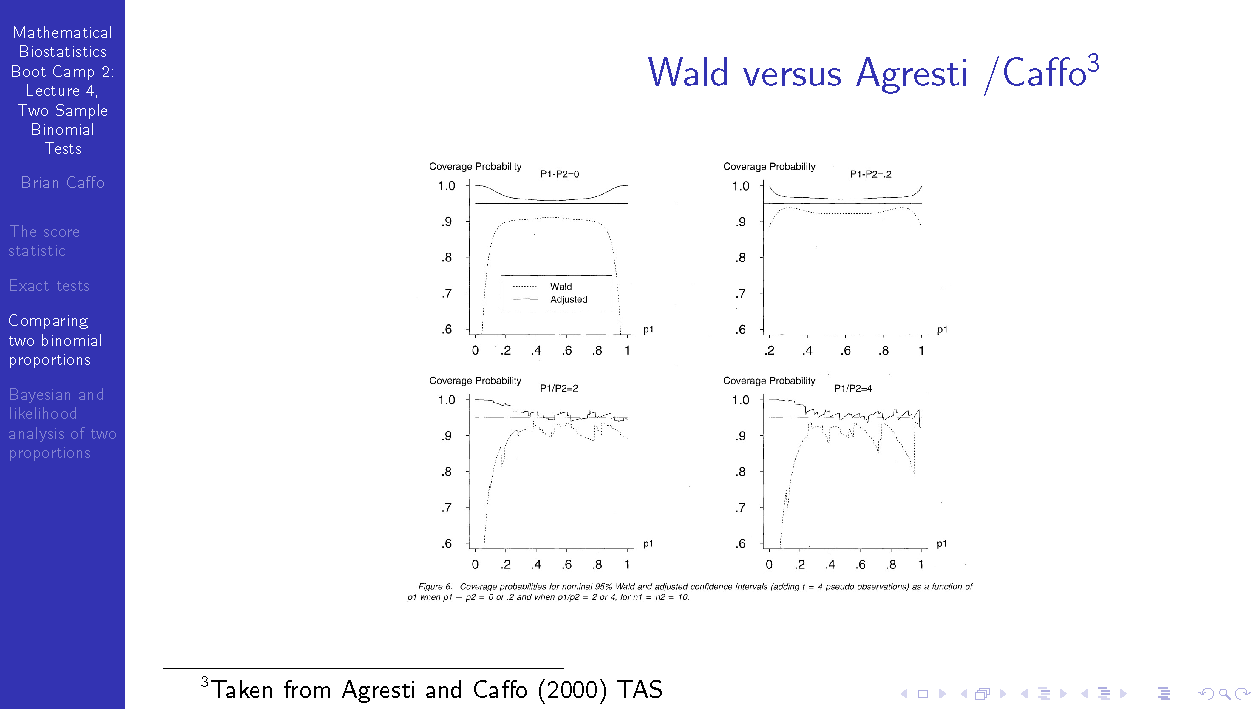 Mathematical
Biostatistics
Boot Camp 2:
Lecture 4,
Two Sample
Binomial
Tests
Brian Caffo
The score
statistic
Exact tests
Comparing
two binomial
proportions
Bayesian and
likelihood
analysis of two
proportions
Wald versus Agresti /Caffo3
Coverage Probability
P1-P2=0
1.0
.9
.8
.7
.6
Wald
Adjusted
p1
0 .2 .4 .6 .8 1
Coverage Probability
P1-P2=.2
1.0
.9
.8
.7
.6
p1
.2 .4 .6 .8 1
Coverage Probability
P1/P2=2
1.0
.9
.8
.7
.6
p1
0 .2 .4 .6 .8 1
Coverage Probability
P1/P2=4
1.0
.9
.8
.7
.6
p1
0 .2 .4 .6 .8 1
Figure 6. Coverage probabilities for nominal 95% Wald and adjusted confidence intervals (adding t = 4 pseudo observations) as a function of
p1 when p1 − p2 = 0 or .2 and when p1/p2 = 2 or 4, for n1 = n2 = 10.
3Taken from Agresti and Caffo (2000) TAS